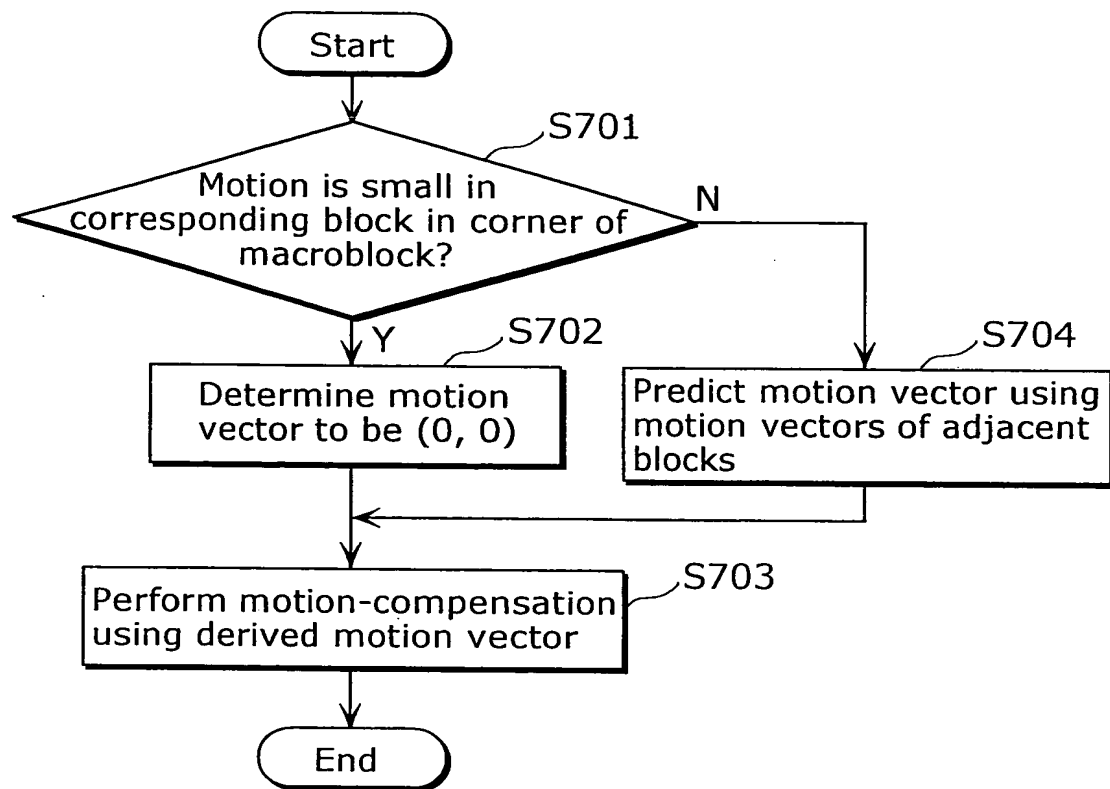 Start
S701
Motion is small in
corresponding block in corner of
macroblock?
N
Y
S702
Determine motion
vector to be (0, 0)
S704
Predict motion vector using
motion vectors of adjacent
blocks
S703
Perform motion-compensation
using derived motion vector
End